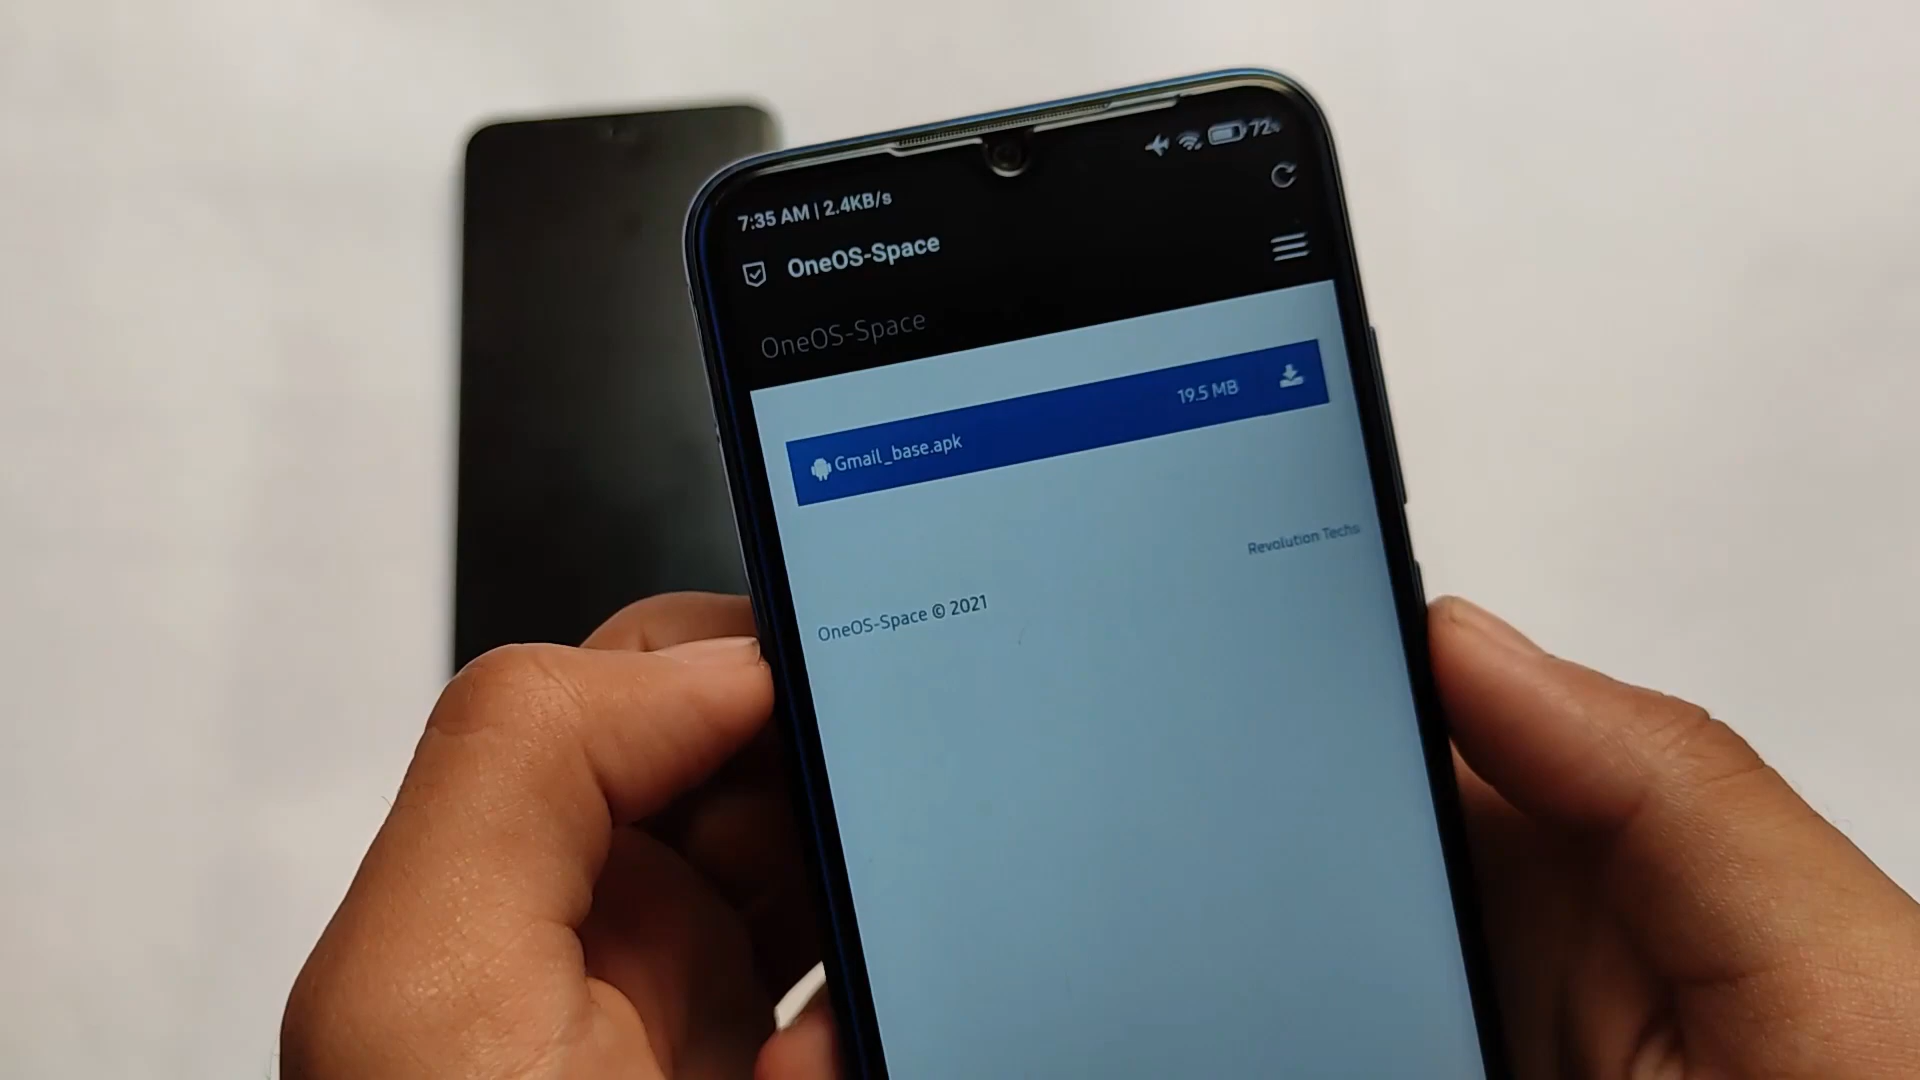 7:35 AM | 2.4KB/s
72%
OneOS-Space
OneOS-Space
Gmail_base.apk 19.5 MB
Revolution Techs
OneOS-Space © 2021